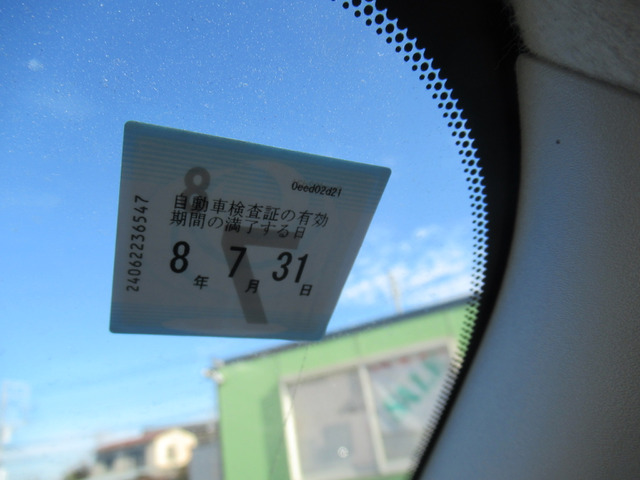 0eed02d21
自動車検査証の有効
期間の満了する日
8年 7月 31日
24062236547